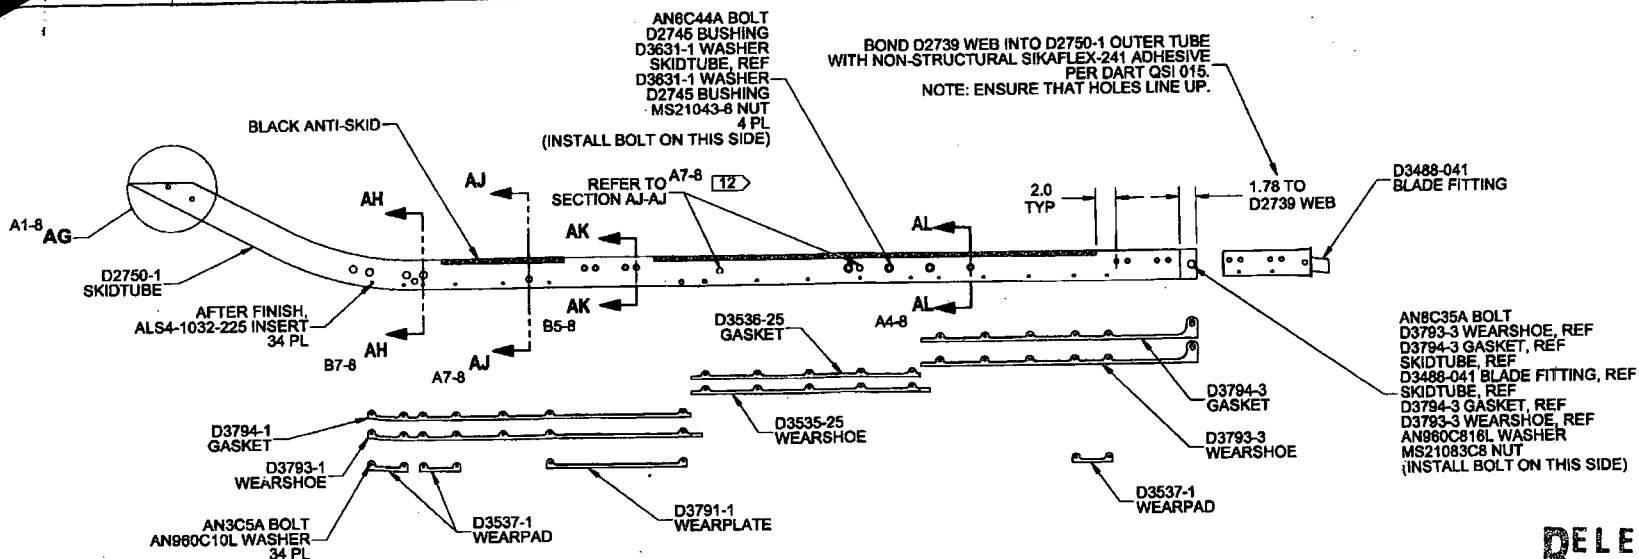 AN6C44A BOLT
D2745 BUSHING
D3631-1 WASHER
SKIDTUBE, REF
D3631-1 WASHER
D2745 BUSHING
MS21043-6 NUT
4 PL
(INSTALL BOLT ON THIS SIDE)
BOND D2739 WEB INTO D2750-1 OUTER TUBE
WITH NON-STRUCTURAL SIKAFLEX-241 ADHESIVE
PER DART QSI 015.
NOTE: ENSURE THAT HOLES LINE UP.
BLACK ANTI-SKID
REFER TO
SECTION AJ-AJ
A7-8
12
2.0
TYP
1.78 TO
D2739 WEB
D3488-041
BLADE FITTING
A1-8
AG
AH
AJ
AK
AL
D2750-1
SKIDTUBE
AFTER FINISH,
ALS4-1032-225 INSERT
34 PL
AH
B7-8
AJ
A7-8
AK
B5-8
AL
A4-8
D3536-25
GASKET
D3535-25
WEARSHOE
D3794-3
GASKET
D3793-3
WEARSHOE
AN8C35A BOLT
D3793-3 WEARSHOE, REF
D3794-3 GASKET, REF
SKIDTUBE, REF
D3488-041 BLADE FITTING, REF
SKIDTUBE, REF
D3794-3 GASKET, REF
D3793-3 WEARSHOE, REF
AN960C816L WASHER
MS21083C8 NUT
(INSTALL BOLT ON THIS SIDE)
D3794-1
GASKET
D3793-1
WEARSHOE
AN3C5A BOLT
AN960C10L WASHER
34 PL
D3537-1
WEARPAD
D3791-1
WEARPLATE
D3537-1
WEARPAD